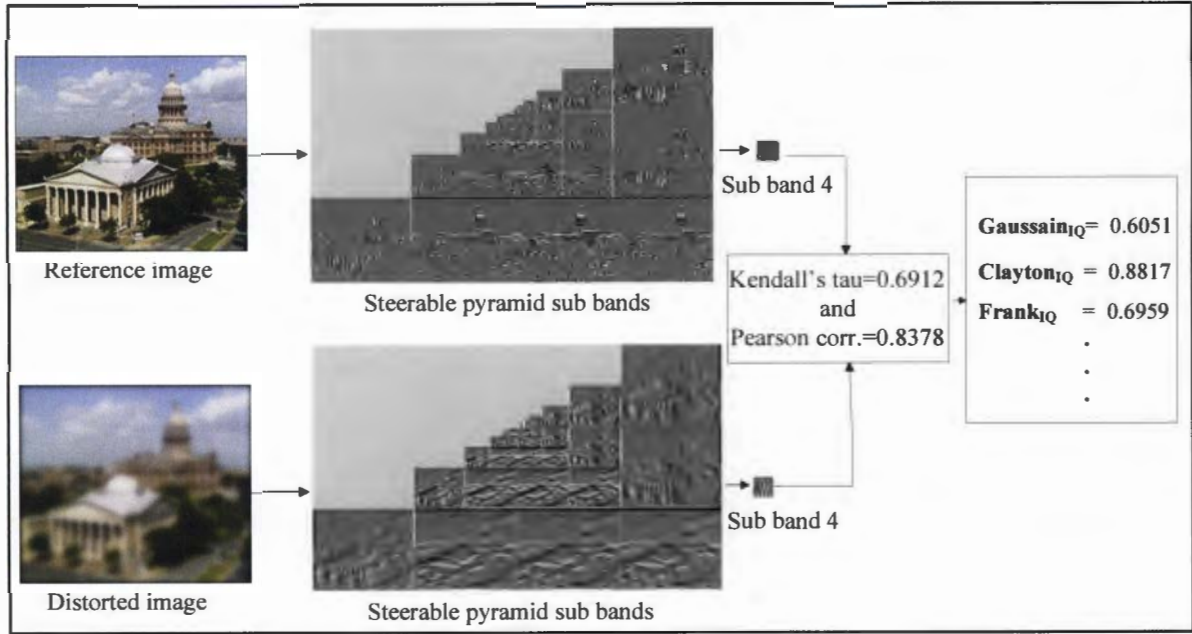 Reference image
Steerable pyramid sub bands
Sub band 4
Kendall's tau=0.6912
and
Pearson corr.=0.8378
Gaussain_IQ= 0.6051
Clayton_IQ = 0.8817
Frank_IQ = 0.6959
.
.
.
Distorted image
Steerable pyramid sub bands
Sub band 4